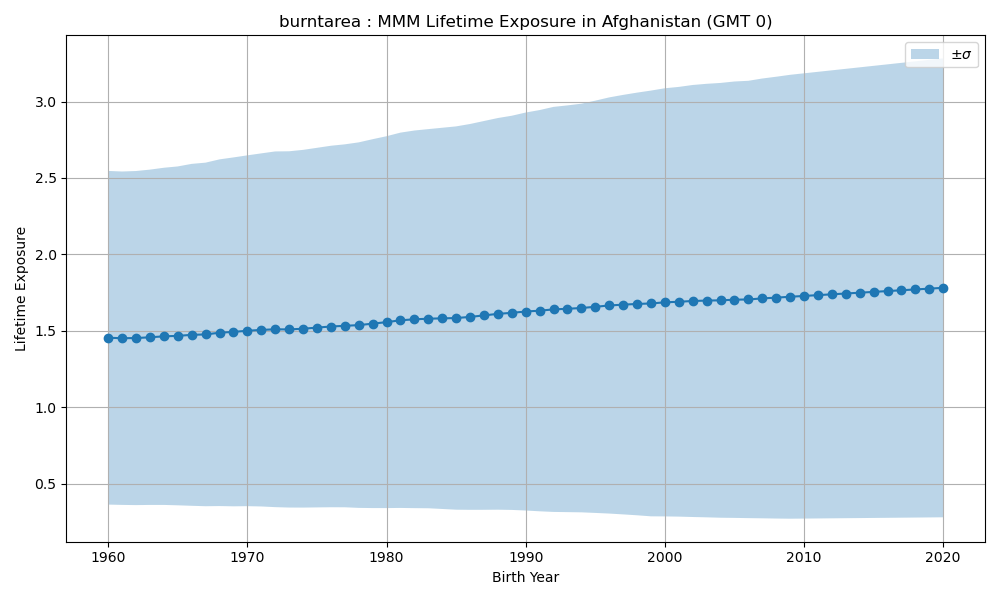 burntarea : MMM Lifetime Exposure in Afghanistan (GMT 0)
±σ
Lifetime Exposure
3.0
2.5
2.0
1.5
1.0
0.5
1960 1970 1980 1990 2000 2010 2020
Birth Year